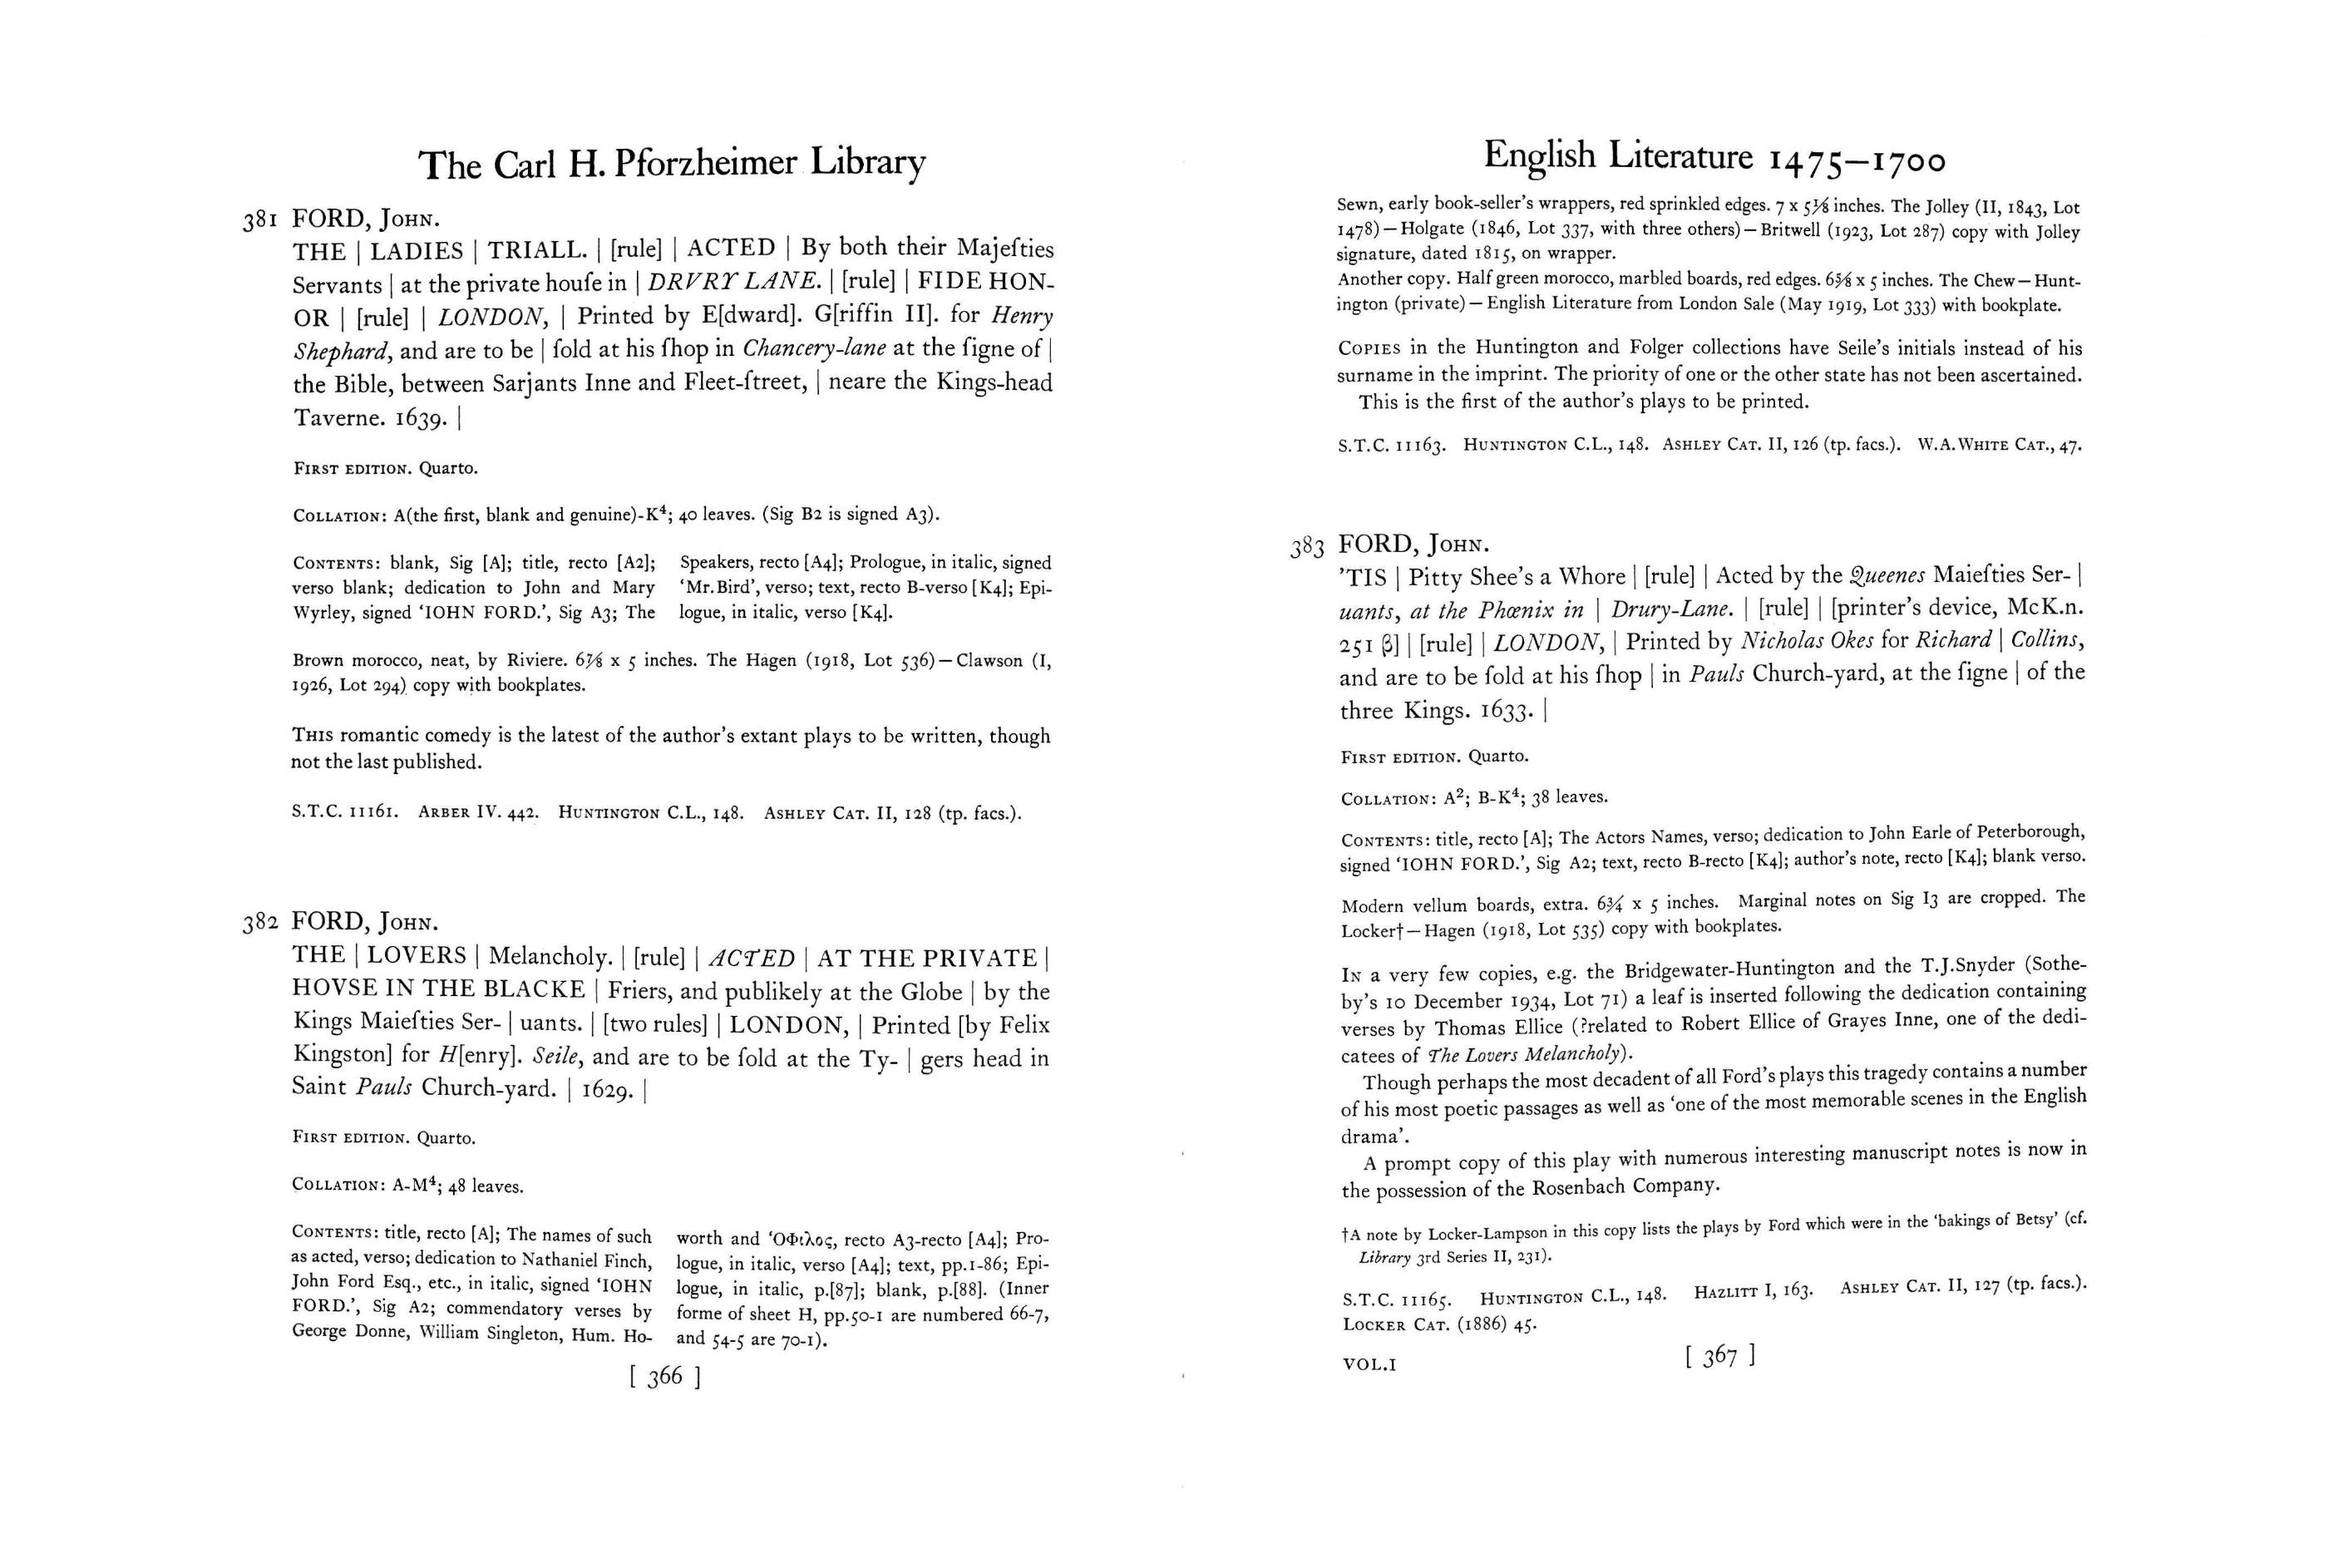 The Carl H. Pforzheimer Library
381 FORD, JOHN.
THE | LADIES | TRIALL. | [rule] | ACTED | By both their Majeſties
Servants | at the private houſe in | DRVRY LANE. | [rule] | FIDE HON-
OR | [rule] | LONDON, | Printed by E[dward]. G[riffin II]. for Henry
Shephard, and are to be | ſold at his ſhop in Chancery-lane at the ſigne of |
the Bible, between Sarjants Inne and Fleet-ſtreet, | neare the Kings-head
Taverne. 1639. |
FIRST EDITION. Quarto.
COLLATION: A(the first, blank and genuine)-K⁴; 40 leaves. (Sig B2 is signed A3).
CONTENTS: blank, Sig [A]; title, recto [A2];
verso blank; dedication to John and Mary
Wyrley, signed ‘IOHN FORD.’, Sig A3; The
Speakers, recto [A4]; Prologue, in italic, signed
‘Mr.Bird’, verso; text, recto B-verso [K4]; Epi-
logue, in italic, verso [K4].
Brown morocco, neat, by Riviere. 6⅞ x 5 inches. The Hagen (1918, Lot 536)—Clawson (I,
1926, Lot 294) copy with bookplates.
THIS romantic comedy is the latest of the author's extant plays to be written, though
not the last published.
S.T.C. 11161. ARBER IV. 442. HUNTINGTON C.L., 148. ASHLEY CAT. II, 128 (tp. facs.).
382 FORD, JOHN.
THE | LOVERS | Melancholy. | [rule] | ACTED | AT THE PRIVATE |
HOVSE IN THE BLACKE | Friers, and publikely at the Globe | by the
Kings Maieſties Ser- | uants. | [two rules] | LONDON, | Printed [by Felix
Kingston] for H[enry]. Seile, and are to be ſold at the Ty- | gers head in
Saint Pauls Church-yard. | 1629. |
FIRST EDITION. Quarto.
COLLATION: A-M⁴; 48 leaves.
CONTENTS: title, recto [A]; The names of such
as acted, verso; dedication to Nathaniel Finch,
John Ford Esq., etc., in italic, signed ‘IOHN
FORD.’, Sig A2; commendatory verses by
George Donne, William Singleton, Hum. Ho-
worth and ‘ΟΦιλος, recto A3-recto [A4]; Pro-
logue, in italic, verso [A4]; text, pp.1-86; Epi-
logue, in italic, p.[87]; blank, p.[88]. (Inner
forme of sheet H, pp.50-1 are numbered 66-7,
and 54-5 are 70-1).
[ 366 ]
English Literature 1475—1700
Sewn, early book-seller's wrappers, red sprinkled edges. 7 x 5⅛ inches. The Jolley (II, 1843, Lot
1478)—Holgate (1846, Lot 337, with three others)—Britwell (1923, Lot 287) copy with Jolley
signature, dated 1815, on wrapper.
Another copy. Half green morocco, marbled boards, red edges. 6⅝ x 5 inches. The Chew—Hunt-
ington (private)—English Literature from London Sale (May 1919, Lot 333) with bookplate.
COPIES in the Huntington and Folger collections have Seile's initials instead of his
surname in the imprint. The priority of one or the other state has not been ascertained.
This is the first of the author's plays to be printed.
S.T.C. 11163. HUNTINGTON C.L., 148. ASHLEY CAT. II, 126 (tp. facs.). W.A.WHITE CAT., 47.
383 FORD, JOHN.
'TIS | Pitty Shee's a Whore | [rule] | Acted by the Queenes Maieſties Ser- |
uants, at the Phœnix in | Drury-Lane. | [rule] | [printer's device, McK.n.
251 β] | [rule] | LONDON, | Printed by Nicholas Okes for Richard | Collins,
and are to be ſold at his ſhop | in Pauls Church-yard, at the ſigne | of the
three Kings. 1633. |
FIRST EDITION. Quarto.
COLLATION: A²; B-K⁴; 38 leaves.
CONTENTS: title, recto [A]; The Actors Names, verso; dedication to John Earle of Peterborough,
signed ‘IOHN FORD.’, Sig A2; text, recto B-recto [K4]; author's note, recto [K4]; blank verso.
Modern vellum boards, extra. 6¾ x 5 inches. Marginal notes on Sig I3 are cropped. The
Locker†—Hagen (1918, Lot 535) copy with bookplates.
IN a very few copies, e.g. the Bridgewater-Huntington and the T.J.Snyder (Sothe-
by's 10 December 1934, Lot 71) a leaf is inserted following the dedication containing
verses by Thomas Ellice (?related to Robert Ellice of Grayes Inne, one of the dedi-
catees of The Lovers Melancholy).
Though perhaps the most decadent of all Ford's plays this tragedy contains a number
of his most poetic passages as well as ‘one of the most memorable scenes in the English
drama’.
A prompt copy of this play with numerous interesting manuscript notes is now in
the possession of the Rosenbach Company.
†A note by Locker-Lampson in this copy lists the plays by Ford which were in the ‘bakings of Betsy’ (cf.
Library 3rd Series II, 231).
S.T.C. 11165. HUNTINGTON C.L., 148. HAZLITT I, 163. ASHLEY CAT. II, 127 (tp. facs.).
LOCKER CAT. (1886) 45.
VOL.I
[ 367 ]